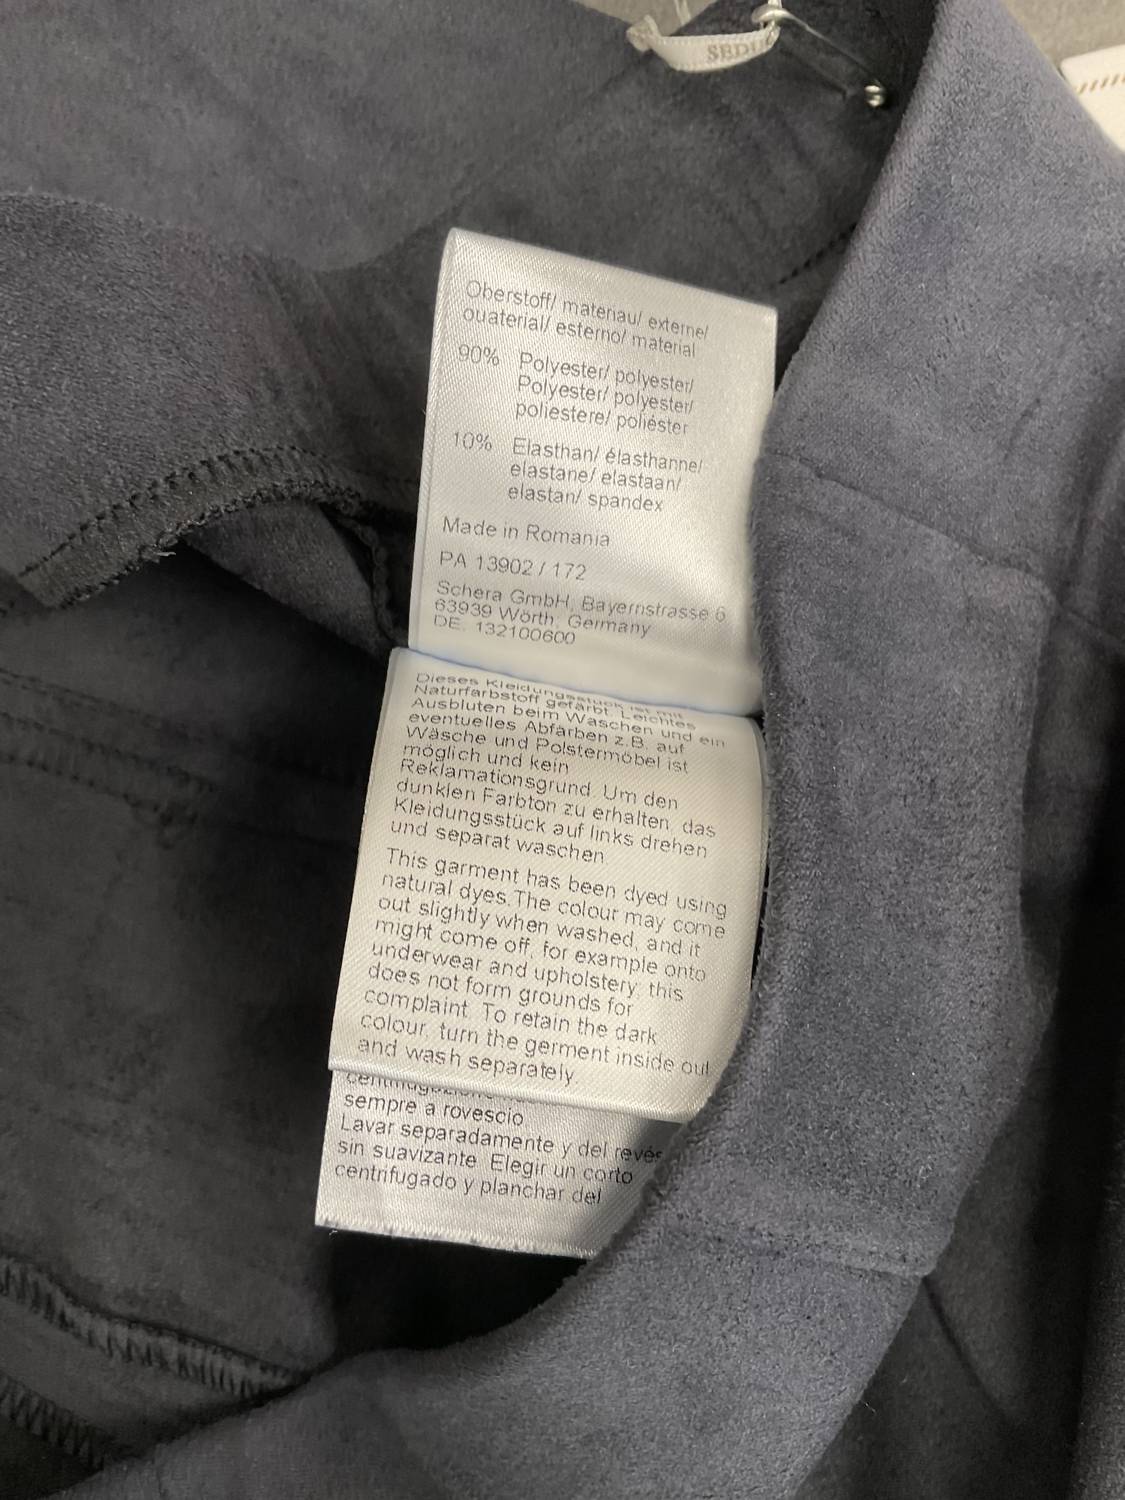 Oberstoff/ materiau/ externe/
ouaterial/ esterno/ material
90% Polyester/ polyester/
Polyester/ polyester/
poliestere/ poliéster
10% Elasthan/ élasthanne/
elastane/ elastaan/
elastan/ spandex
Made in Romania
PA 13902 / 172
Schera GmbH, Bayernstrasse 6
63939 Wörth, Germany
DE. 132100600
Dieses Kleidungsstück ist mit
Naturfarbstoff gefärbt. Leichtes
Ausbluten beim Waschen und ein
eventuelles Abfärben z.B. auf
Wäsche und Polstermöbel ist
möglich und kein
Reklamationsgrund. Um den
dunklen Farbton zu erhalten, das
Kleidungsstück auf links drehen
und separat waschen
This garment has been dyed using
natural dyes.The colour may come
out slightly when washed, and it
might come off, for example onto
underwear and upholstery; this
does not form grounds for
complaint. To retain the dark
colour, turn the germent inside out
and wash separately.
sempre a rovescio
Lavar separadamente y del revés
sin suavizante. Elegir un corto
centrifugado y planchar del